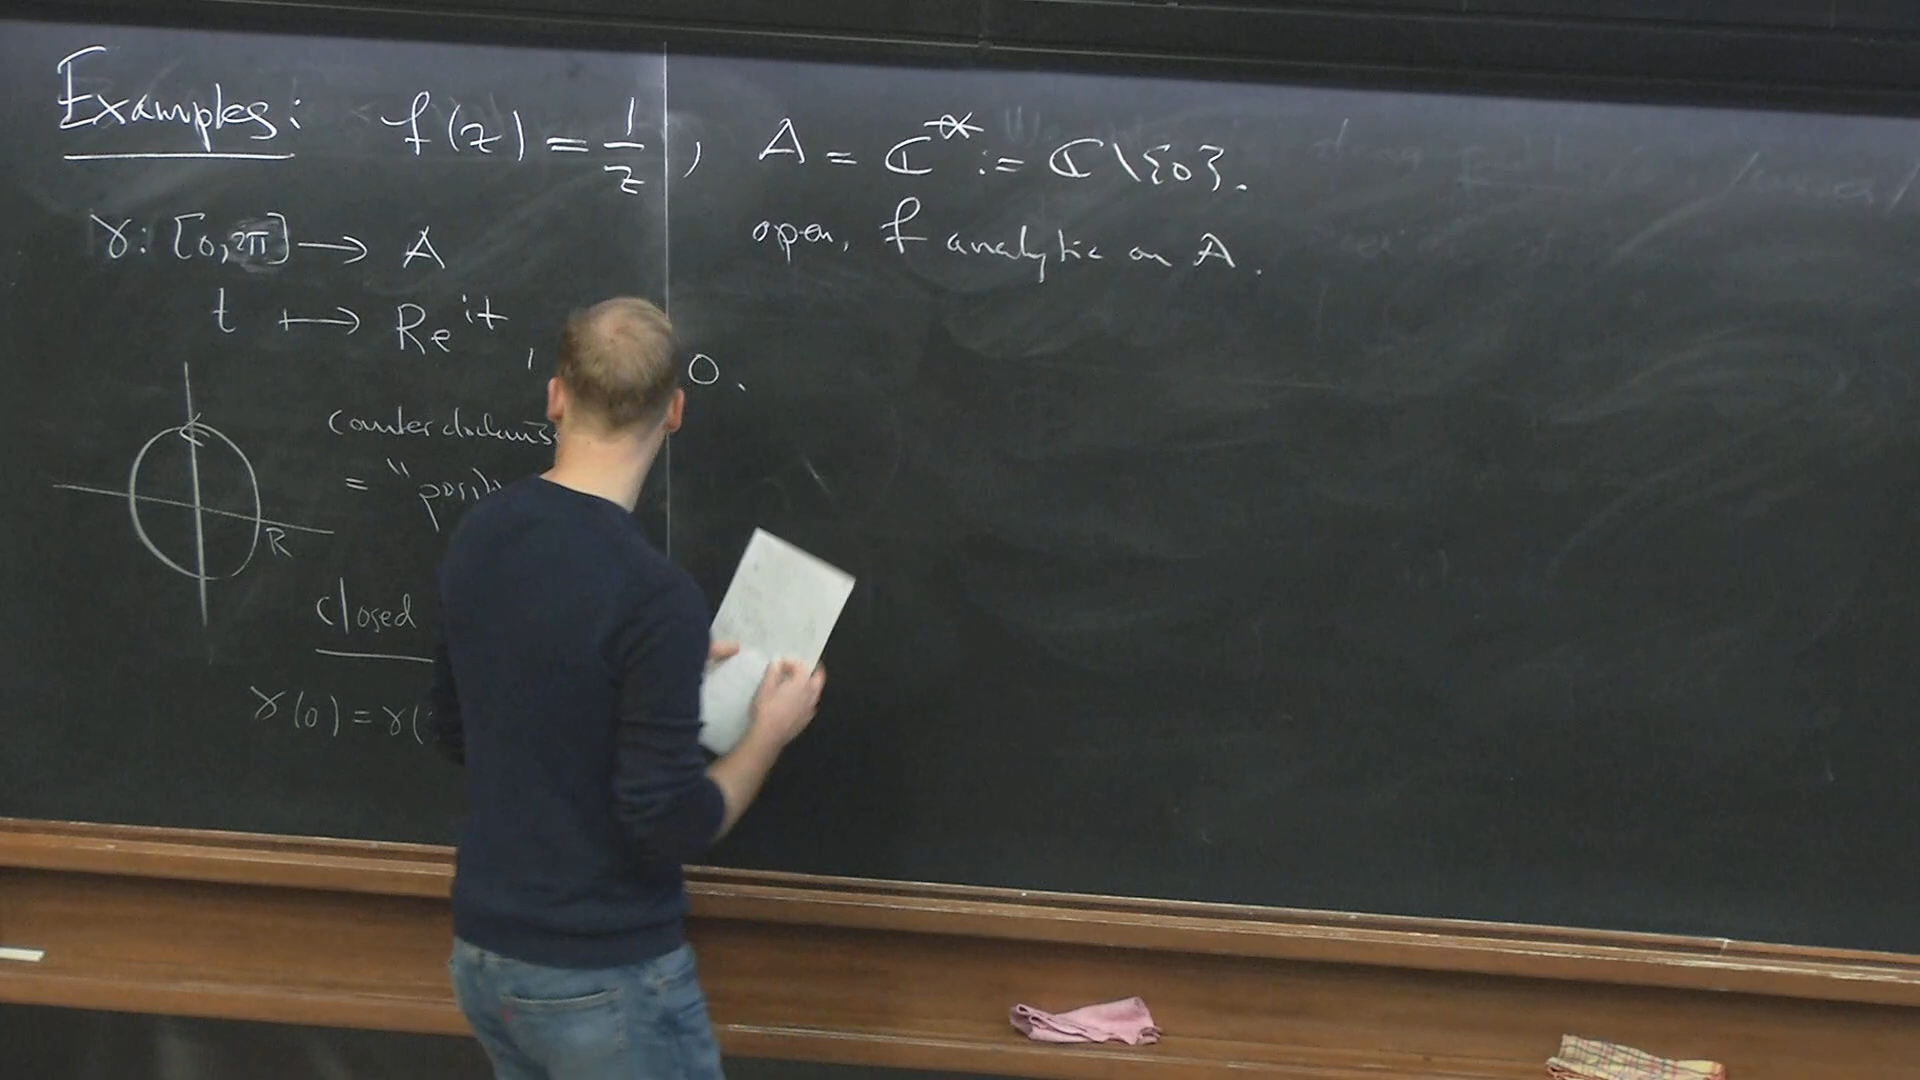 Examples: f(z) = 1/z , A = ℂ* := ℂ\{0}.
γ: [0,2π] → A
open, f analytic on A.
t ↦ Re^{it} , 0.
counterclockwise
= "positi
R
closed
γ(0) = γ(